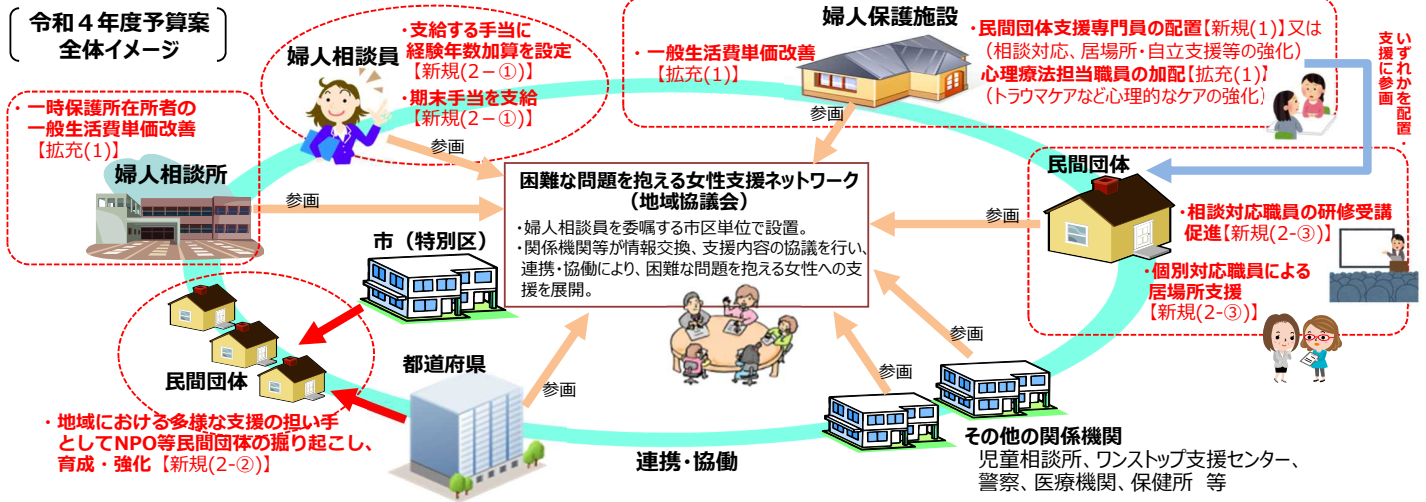 令和4年度予算案
全体イメージ
婦人相談員
・支給する手当に
経験年数加算を設定
【新規(2－①)】
・期末手当を支給
【新規(2－①)】
婦人保護施設
・一般生活費単価改善
【拡充(1)】
・民間団体支援専門員の配置【新規(1)】又は
（相談対応、居場所・自立支援等の強化）
心理療法担当職員の加配【拡充(1)】
（トラウマケアなど心理的なケアの強化）
いずれかを配置・
支援に参画
・一時保護所在所者の
一般生活費単価改善
【拡充(1)】
婦人相談所
参画
参画
参画
参画
困難な問題を抱える女性支援ネットワーク
（地域協議会）
・婦人相談員を委嘱する市区単位で設置。
・関係機関等が情報交換、支援内容の協議を行い、
連携・協働により、困難な問題を抱える女性への支
援を展開。
民間団体
・相談対応職員の研修受講
促進【新規(2-③)】
・個別対応職員による
居場所支援
【新規(2-③)】
市（特別区）
民間団体
都道府県
参画
参画
参画
・地域における多様な支援の担い手
としてNPO等民間団体の掘り起こし、
育成・強化【新規(2-②)】
連携・協働
その他の関係機関
児童相談所、ワンストップ支援センター、
警察、医療機関、保健所 等